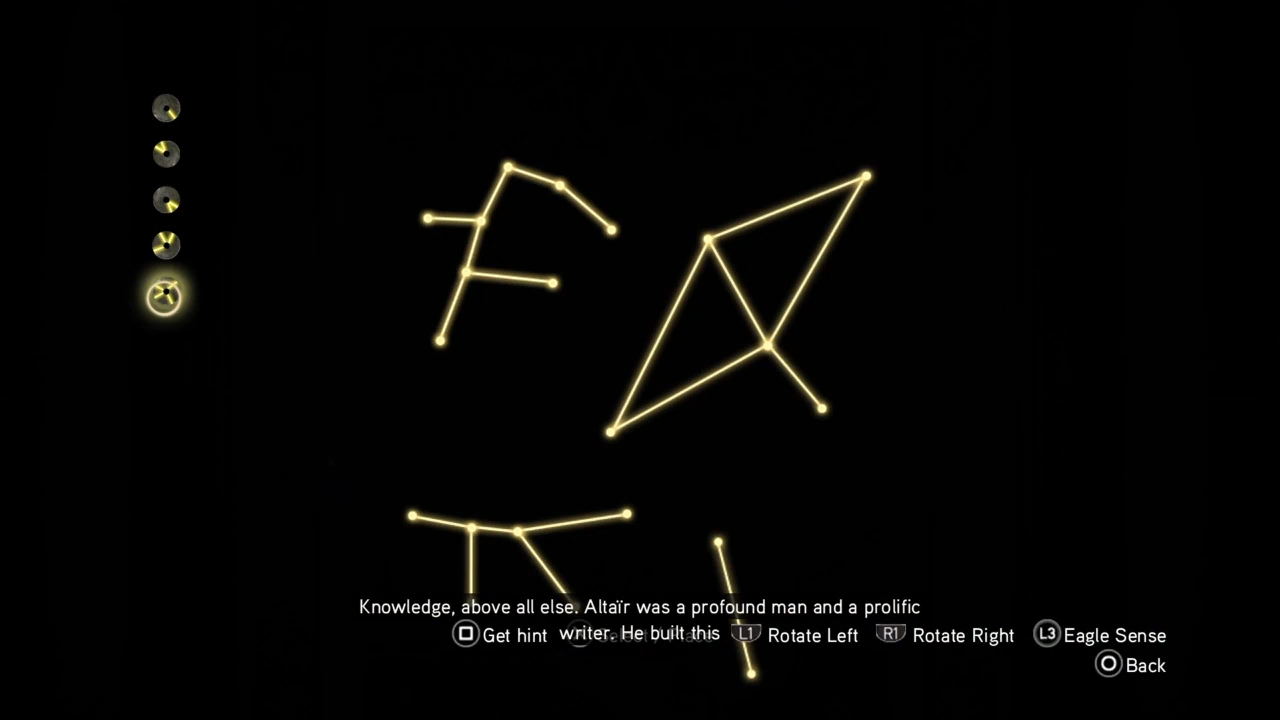 Knowledge, above all else. Altaïr was a profound man and a prolific
writer. He built this
Get hint
L1 Rotate Left
R1 Rotate Right
L3 Eagle Sense
Back